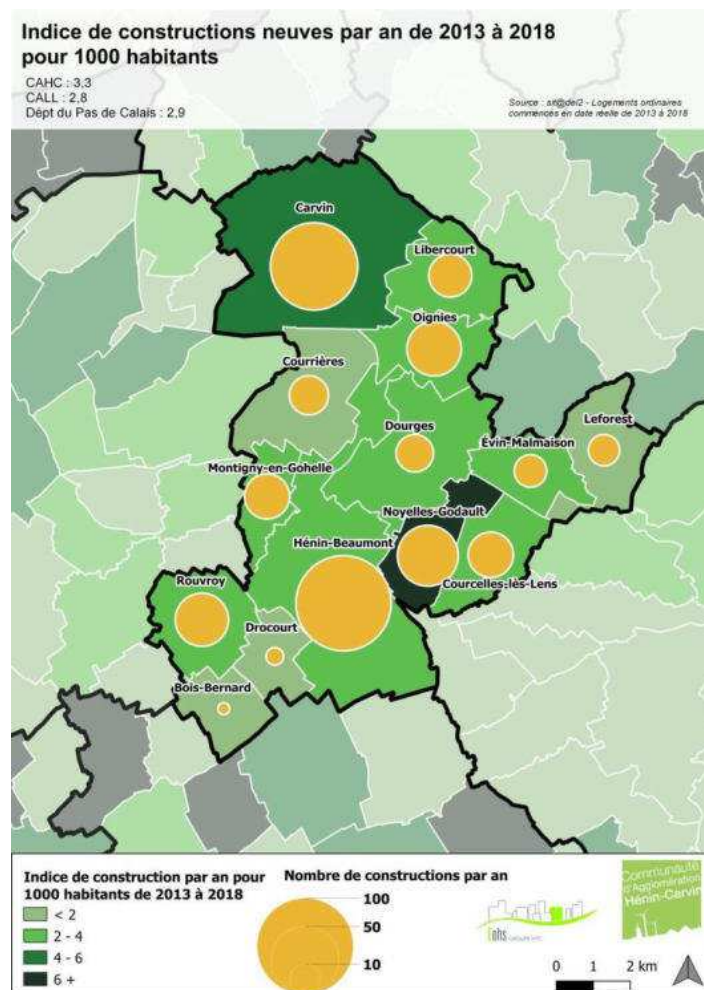 Indice de constructions neuves par an de 2013 à 2018
pour 1000 habitants
CAHC : 3,3
CALL : 2,8
Dépt du Pas de Calais : 2,9
Source : sit@del2 - Logements ordinaires
commencés en date réelle de 2013 à 2018
Carvin
Libercourt
Oignies
Courrières
Leforest
Dourges
Évin-Malmaison
Montigny-en-Gohelle
Noyelles-Godault
Hénin-Beaumont
Courcelles-lès-Lens
Rouvroy
Drocourt
Bois-Bernard
Indice de construction par an pour
1000 habitants de 2013 à 2018
< 2
2 - 4
4 - 6
6 +
Nombre de constructions par an
100
50
10
Communauté
d'Agglomération
Hénin-Carvin
0 1 2 km